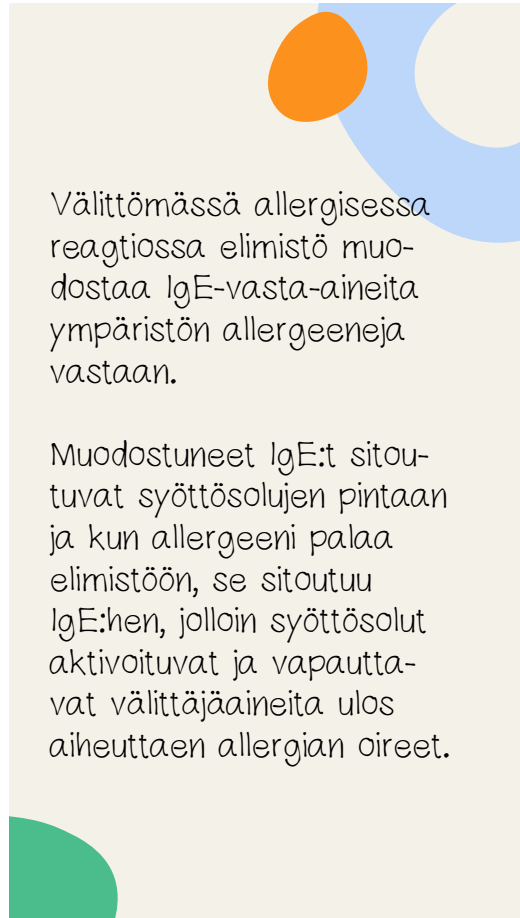 Välittömässä allergisessa
reagtiossa elimistö muo-
dostaa IgE-vasta-aineita
ympäristön allergeeneja
vastaan.
Muodostuneet IgE:t sitou-
tuvat syöttösolujen pintaan
ja kun allergeeni palaa
elimistöön, se sitoutuu
IgE:hen, jolloin syöttösolut
aktivoituvat ja vapautta-
vat välittäjäaineita ulos
aiheuttaen allergian oireet.